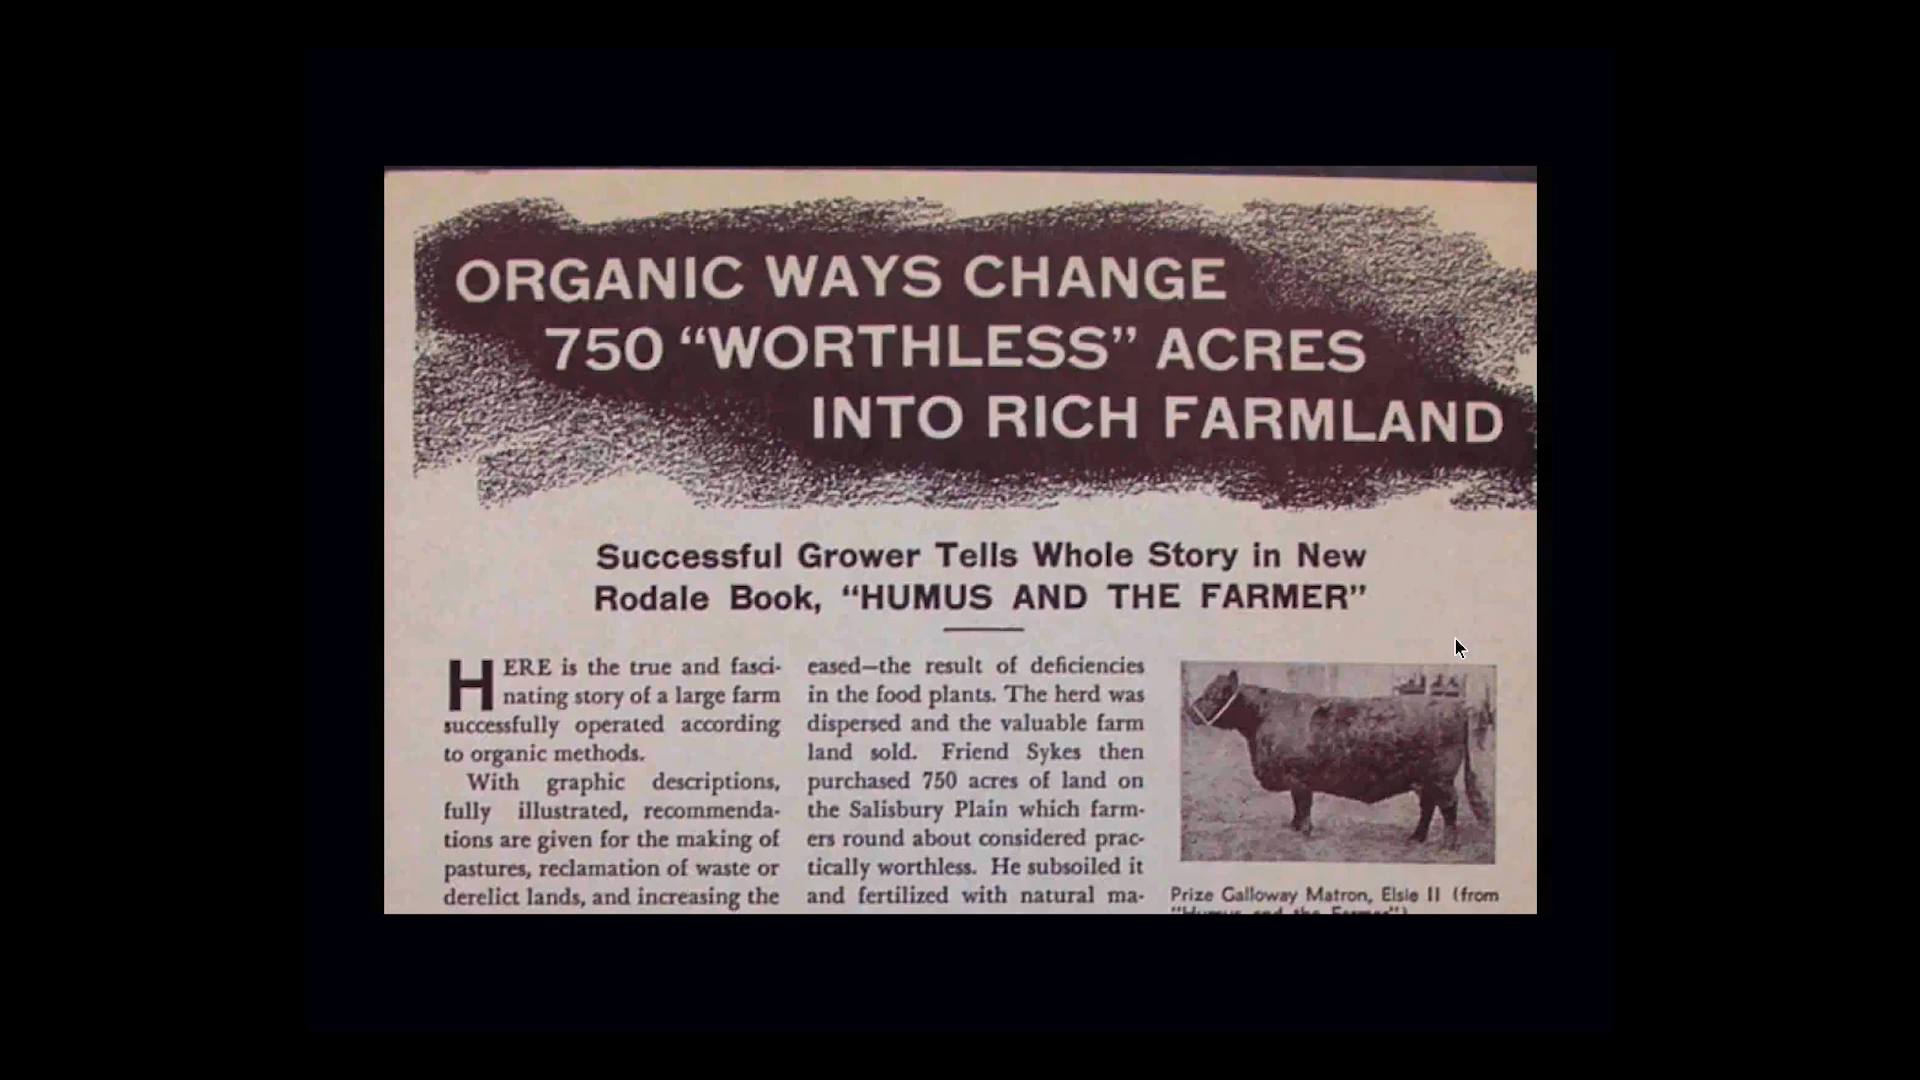 ORGANIC WAYS CHANGE
750 “WORTHLESS” ACRES
INTO RICH FARMLAND
Successful Grower Tells Whole Story in New
Rodale Book, “HUMUS AND THE FARMER”
HERE is the true and fasci-
nating story of a large farm
successfully operated according
to organic methods.
With graphic descriptions,
fully illustrated, recommenda-
tions are given for the making of
pastures, reclamation of waste or
derelict lands, and increasing the
eased—the result of deficiencies
in the food plants. The herd was
dispersed and the valuable farm
land sold. Friend Sykes then
purchased 750 acres of land on
the Salisbury Plain which farm-
ers round about considered prac-
tically worthless. He subsoiled it
and fertilized with natural ma-
Prize Galloway Matron, Elsie II (from
“Humus and the Farmer”)